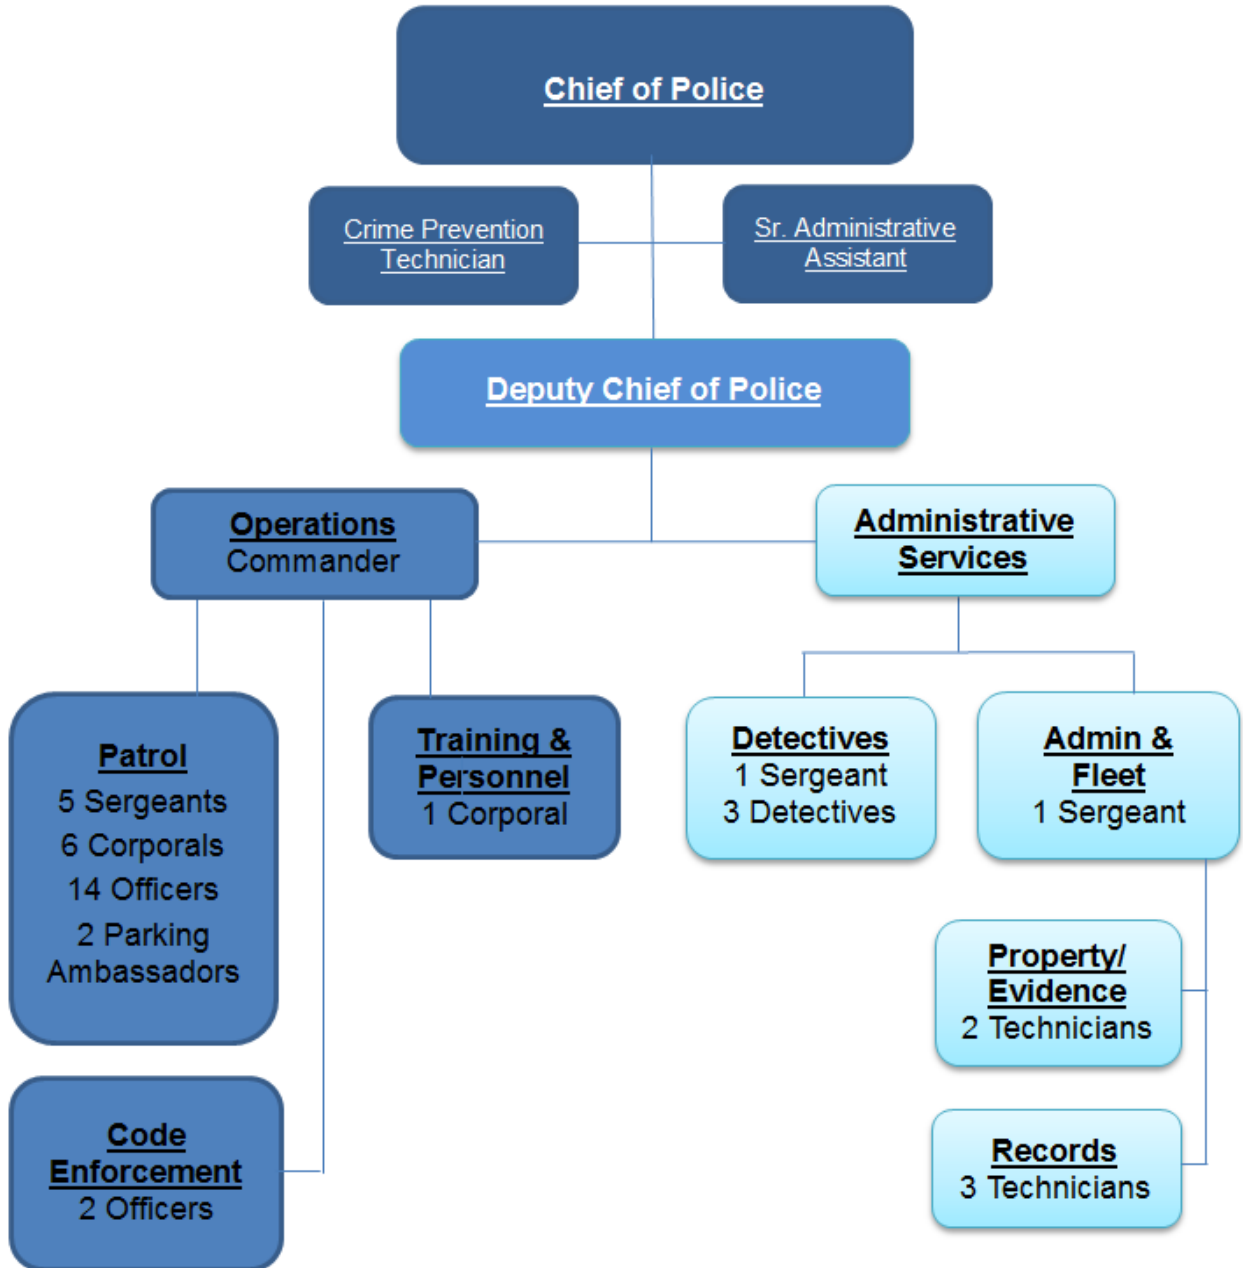 Chief of Police
Crime Prevention
Technician
Sr. Administrative
Assistant
Deputy Chief of Police
Operations
Commander
Administrative
Services
Patrol
5 Sergeants
6 Corporals
14 Officers
2 Parking
Ambassadors
Training &
Personnel
1 Corporal
Detectives
1 Sergeant
3 Detectives
Admin &
Fleet
1 Sergeant
Property/
Evidence
2 Technicians
Code
Enforcement
2 Officers
Records
3 Technicians